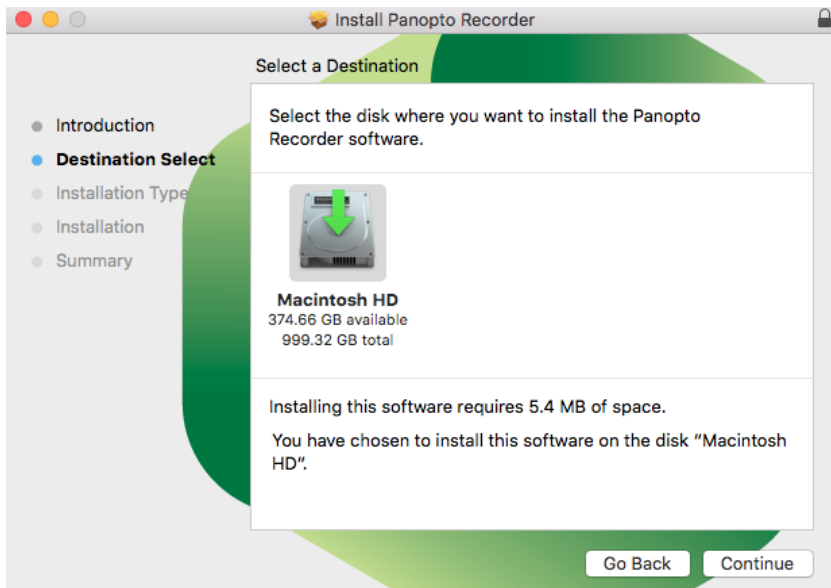 Install Panopto Recorder
Select a Destination
Introduction
Destination Select
Installation Type
Installation
Summary
Select the disk where you want to install the Panopto
Recorder software.
Macintosh HD
374.66 GB available
999.32 GB total
Installing this software requires 5.4 MB of space.
You have chosen to install this software on the disk “Macintosh
HD”.
Go Back
Continue